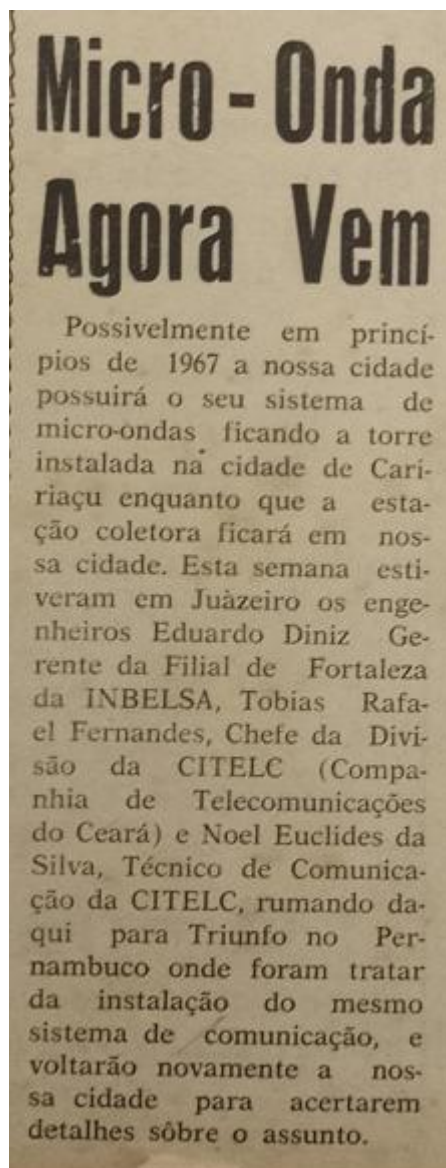 Micro - Onda
Agora Vem
Possivelmente em princí-
pios de 1967 a nossa cidade
possuirá o seu sistema de
micro-ondas ficando a torre
instalada na cidade de Cari-
riaçu enquanto que a esta-
ção coletora ficará em nos-
sa cidade. Esta semana esti-
veram em Juàzeiro os enge-
nheiros Eduardo Diniz Ge-
rente da Filial de Fortaleza
da INBELSA, Tobias Rafa-
el Fernandes, Chefe da Divi-
são da CITELC (Compa-
nhia de Telecomunicações
do Ceará) e Noel Euclides da
Silva, Técnico de Comunica-
ção da CITELC, rumando da-
qui para Triunfo no Per-
nambuco onde foram tratar
da instalação do mesmo
sistema de comunicação, e
voltarão novamente a nos-
sa cidade para acertarem
detalhes sôbre o assunto.